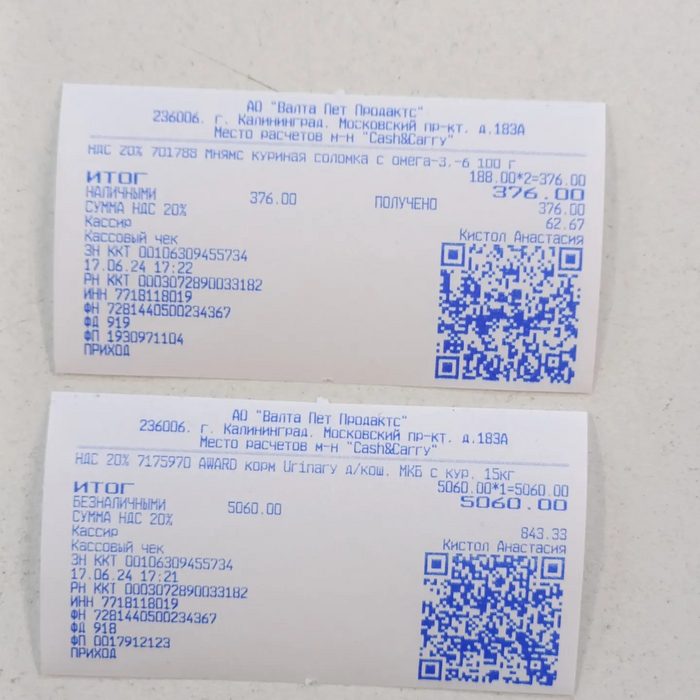 АО "Валта Пет Продактс"
236006. г. Калининград. Московский пр-кт. д.183А
Место расчетов м-н "Cash&Carry"
НДС 20% 701788 МНЯМС КУРИНАЯ СОЛОМКА С ОМЕГА-3,-6 100 г
188.00*2=376.00
ИТОГ 376.00
НАЛИЧНЫМИ 376.00 ПОЛУЧЕНО 376.00
СУММА НДС 20% 62.67
Кассир Кистол Анастасия
Кассовый чек
ЗН ККТ 00106309455734
17.06.24 17:22
РН ККТ 0003072890033182
ИНН 7718118019
ФН 7281440500234367
ФД 919
ФП 1930971104
ПРИХОД
АО "Валта Пет Продактс"
236006. г. Калининград. Московский пр-кт. д.183А
Место расчетов м-н "Cash&Carry"
НДС 20% 7175970 AWARD корм Urinary д/кош. МКБ с кур. 15кг
5060.00*1=5060.00
ИТОГ 5060.00
БЕЗНАЛИЧНЫМИ 5060.00
СУММА НДС 20% 843.33
Кассир Кистол Анастасия
Кассовый чек
ЗН ККТ 00106309455734
17.06.24 17:21
РН ККТ 0003072890033182
ИНН 7718118019
ФН 7281440500234367
ФД 918
ФП 0017912123
ПРИХОД